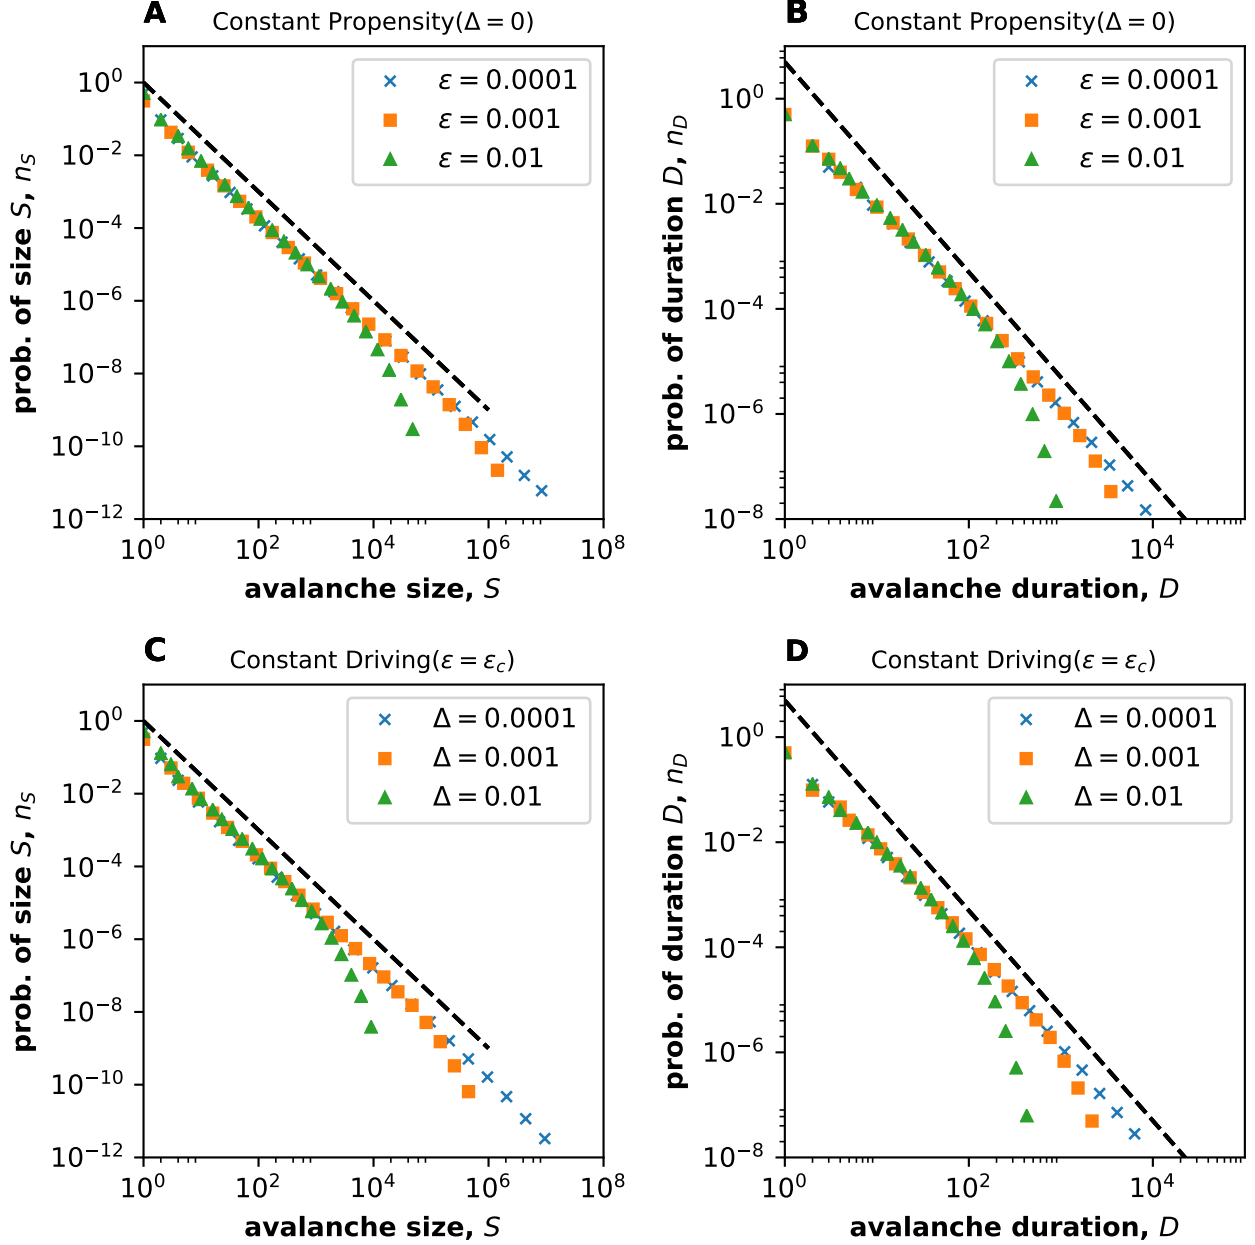 A
Constant Propensity(Δ = 0)
prob. of size S, n_S
10^0
10^−2
10^−4
10^−6
10^−8
10^−10
10^−12
ε = 0.0001
ε = 0.001
ε = 0.01
10^0 10^2 10^4 10^6 10^8
avalanche size, S
B
Constant Propensity(Δ = 0)
prob. of duration D, n_D
10^0
10^−2
10^−4
10^−6
10^−8
ε = 0.0001
ε = 0.001
ε = 0.01
10^0 10^2 10^4
avalanche duration, D
C
Constant Driving(ε = ε_c)
prob. of size S, n_S
10^0
10^−2
10^−4
10^−6
10^−8
10^−10
10^−12
Δ = 0.0001
Δ = 0.001
Δ = 0.01
10^0 10^2 10^4 10^6 10^8
avalanche size, S
D
Constant Driving(ε = ε_c)
prob. of duration D, n_D
10^0
10^−2
10^−4
10^−6
10^−8
Δ = 0.0001
Δ = 0.001
Δ = 0.01
10^0 10^2 10^4
avalanche duration, D